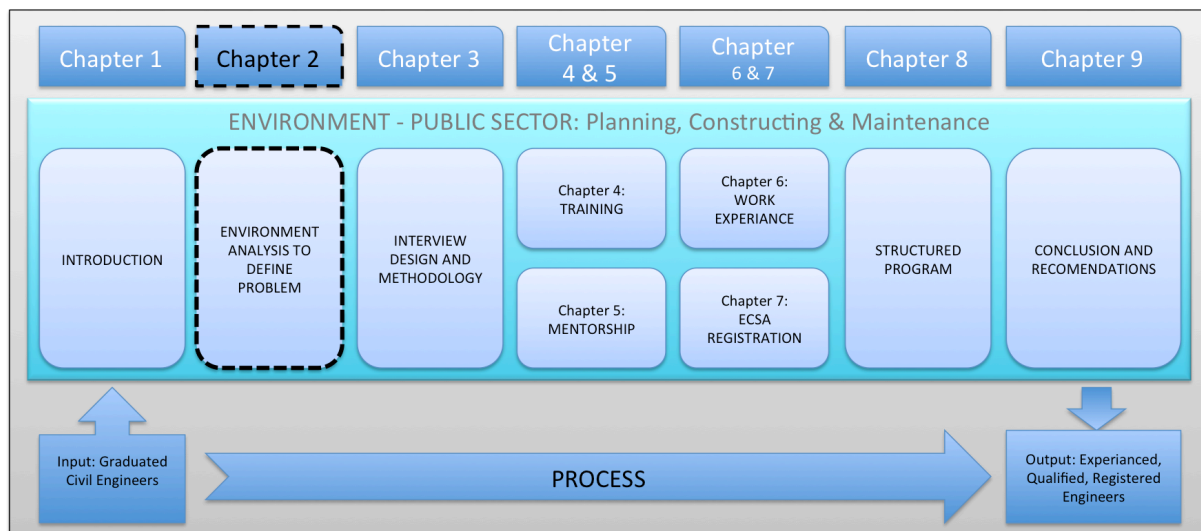 Chapter 1
Chapter 2
Chapter 3
Chapter
4 & 5
Chapter
6 & 7
Chapter 8
Chapter 9
ENVIRONMENT - PUBLIC SECTOR: Planning, Constructing & Maintenance
INTRODUCTION
ENVIRONMENT
ANALYSIS TO
DEFINE
PROBLEM
INTERVIEW
DESIGN AND
METHODOLOGY
Chapter 4:
TRAINING
Chapter 5:
MENTORSHIP
Chapter 6:
WORK
EXPERIANCE
Chapter 7:
ECSA
REGISTRATION
STRUCTURED
PROGRAM
CONCLUSION AND
RECOMENDATIONS
Input: Graduated
Civil Engineers
PROCESS
Output: Experianced,
Qualified, Registered
Engineers